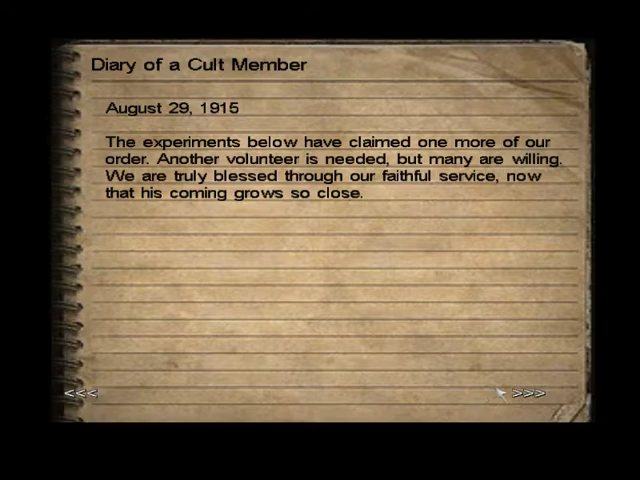 Diary of a Cult Member
August 29, 1915
The experiments below have claimed one more of our
order. Another volunteer is needed, but many are willing.
We are truly blessed through our faithful service, now
that his coming grows so close.
<<< >>>